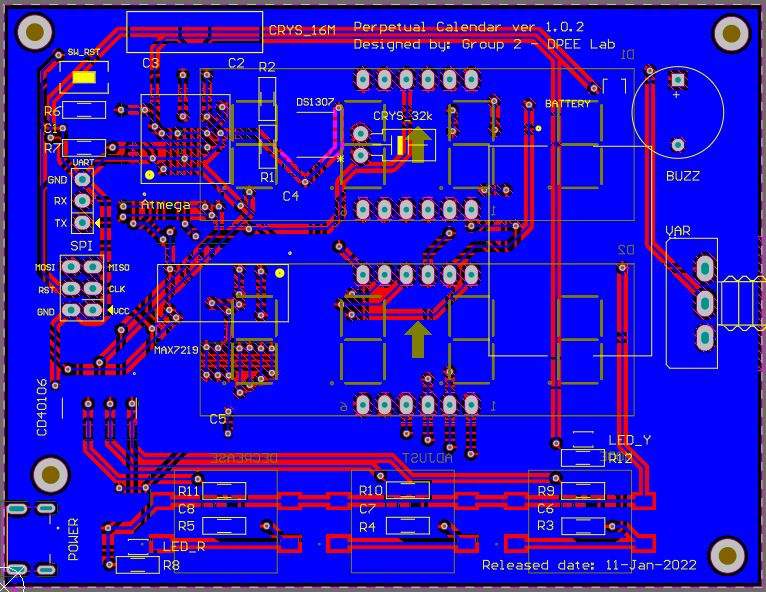 Perpetual Calendar ver 1.0.2
Designed by: Group 2 - DPEE Lab
CRYS_16M
SW_RST
C3
C2
R2
D1
R6
DS1307
BATTERY
CRYS_32k
C1
R7
UART
R1
BUZZ
GND
C4
RX
Atmega
TX
1
VAR
SPI
D2
MOSI
MISO
RST
CLK
GND
VCC
MAX7219
CD40106
C5
6
1
LED_Y
DECREASE
ADJUST
R12
R11
R10
R9
C8
C7
C6
R5
R4
R3
POWER
LED_R
R8
Released date: 11-Jan-2022